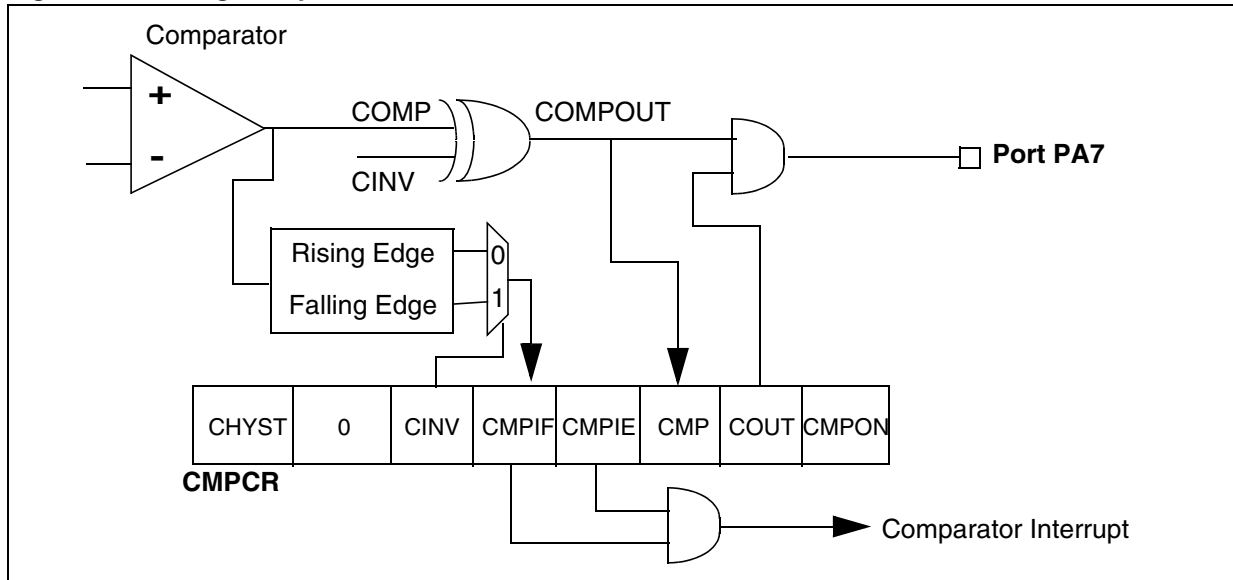 Comparator
+
-
COMP
COMPOUT
CINV
Port PA7
Rising Edge
0
Falling Edge
1
CHYST 0 CINV CMPIF CMPIE CMP COUT CMPON
CMPCR
Comparator Interrupt